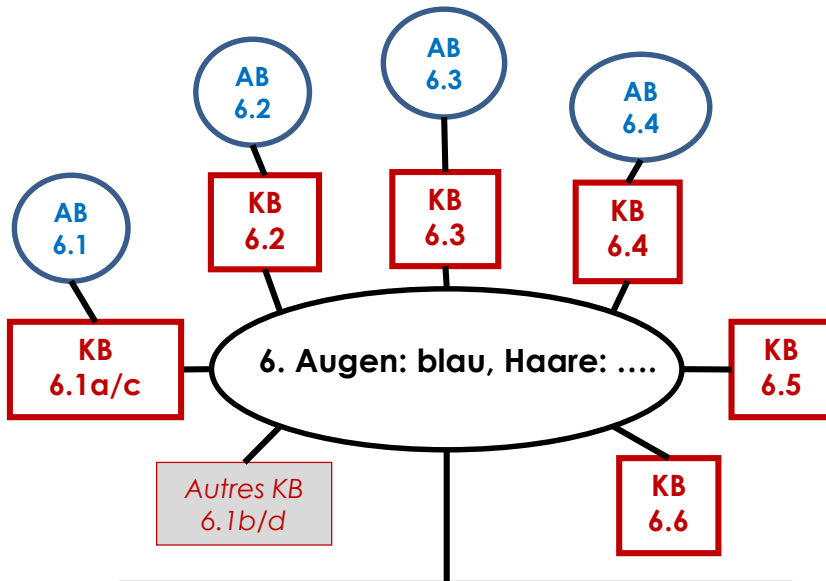 AB
6.1
AB
6.2
AB
6.3
AB
6.4
KB
6.2
KB
6.3
KB
6.4
KB
6.1a/c
6. Augen: blau, Haare: ....
KB
6.5
Autres KB
6.1b/d
KB
6.6